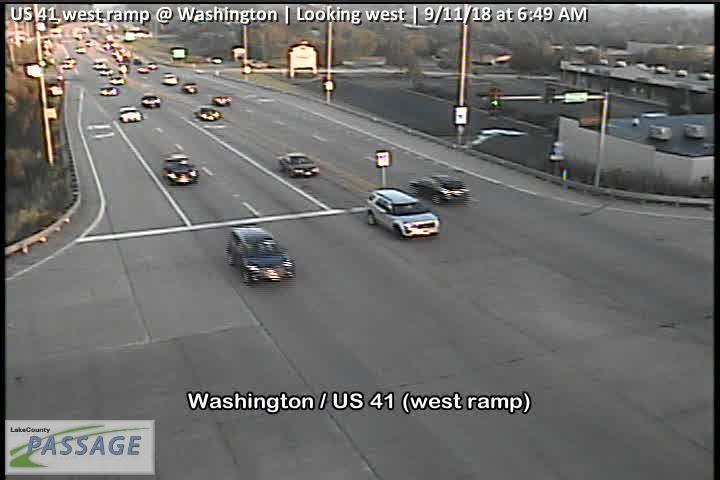 US 41 west ramp @ Washington | Looking west | 9/11/18 at 6:49 AM
Washington / US 41 (west ramp)
LakeCounty
PASSAGE